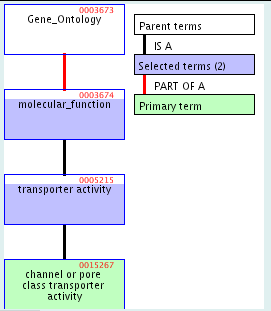 0003673
Gene_Ontology
0003674
molecular_function
0005215
transporter activity
0015267
channel or pore
class transporter
activity
Parent terms
IS A
Selected terms (2)
PART OF A
Primary term